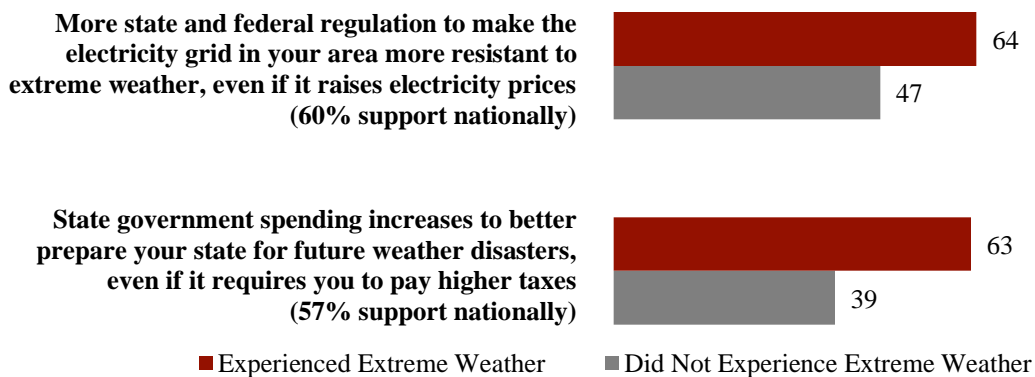 More state and federal regulation to make the
electricity grid in your area more resistant to
extreme weather, even if it raises electricity prices
(60% support nationally)
64
47
State government spending increases to better
prepare your state for future weather disasters,
even if it requires you to pay higher taxes
(57% support nationally)
63
39
Experienced Extreme Weather
Did Not Experience Extreme Weather